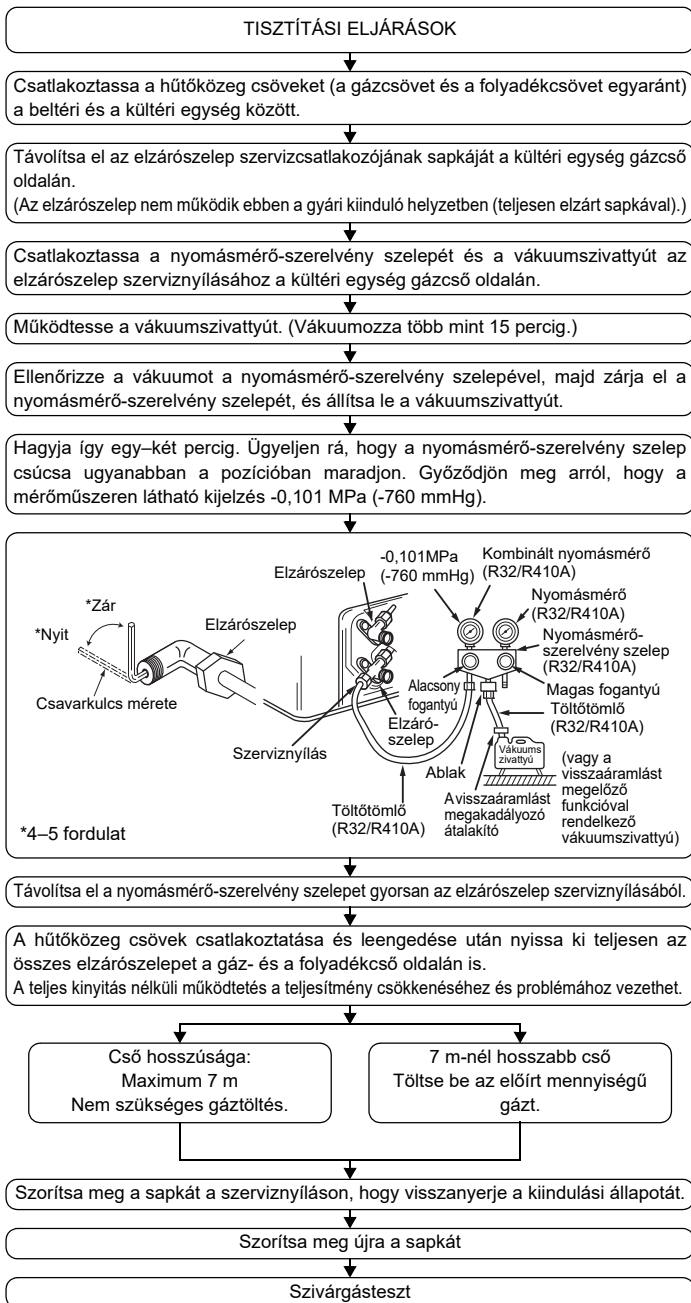 TISZTÍTÁSI ELJÁRÁSOK
Csatlakoztassa a hűtőközeg csöveket (a gázcsövet és a folyadékcsövet egyaránt)
a beltéri és a kültéri egység között.
Távolítsa el az elzárószelep szervizcsatlakozójának sapkáját a kültéri egység gázcső
oldalán.
(Az elzárószelep nem működik ebben a gyári kiinduló helyzetben (teljesen elzárt sapkával).)
Csatlakoztassa a nyomásmérő-szerelvény szelepét és a vákuumszivattyút az
elzárószelep szerviznyílásához a kültéri egység gázcső oldalán.
Működtesse a vákuumszivattyút. (Vákuumozza több mint 15 percig.)
Ellenőrizze a vákuumot a nyomásmérő-szerelvény szelepével, majd zárja el a
nyomásmérő-szerelvény szelepét, és állítsa le a vákuumszivattyút.
Hagyja így egy–két percig. Ügyeljen rá, hogy a nyomásmérő-szerelvény szelep
csúcsa ugyanabban a pozícióban maradjon. Győződjön meg arról, hogy a
mérőműszeren látható kijelzés -0,101 MPa (-760 mmHg).
*Zár
*Nyit
Csavarkulcs mérete
Elzárószelep
Elzárószelep
-0,101MPa
(-760 mmHg)
Kombinált nyomásmérő
(R32/R410A)
Nyomásmérő
(R32/R410A)
Nyomásmérő-
szerelvény szelep
(R32/R410A)
Alacsony
fogantyú
Magas fogantyú
Töltőtömlő
(R32/R410A)
Elzáró-
szelep
Szerviznyílás
Ablak
Vákuums
zivattyú
Töltőtömlő
(R32/R410A)
A visszaáramlást
megakadályozó
átalakító
(vagy a
visszaáramlást
megelőző
funkcióval
rendelkező
vákuumszivattyú)
*4–5 fordulat
Távolítsa el a nyomásmérő-szerelvény szelepet gyorsan az elzárószelep szerviznyílásából.
A hűtőközeg csövek csatlakoztatása és leengedése után nyissa ki teljesen az
összes elzárószelepet a gáz- és a folyadékcső oldalán is.
A teljes kinyitás nélküli működtetés a teljesítmény csökkenéséhez és problémához vezethet.
Cső hosszúsága:
Maximum 7 m
Nem szükséges gáztöltés.
7 m-nél hosszabb cső
Töltse be az előírt mennyiségű
gázt.
Szorítsa meg a sapkát a szerviznyíláson, hogy visszanyerje a kiindulási állapotát.
Szorítsa meg újra a sapkát
Szivárgásteszt